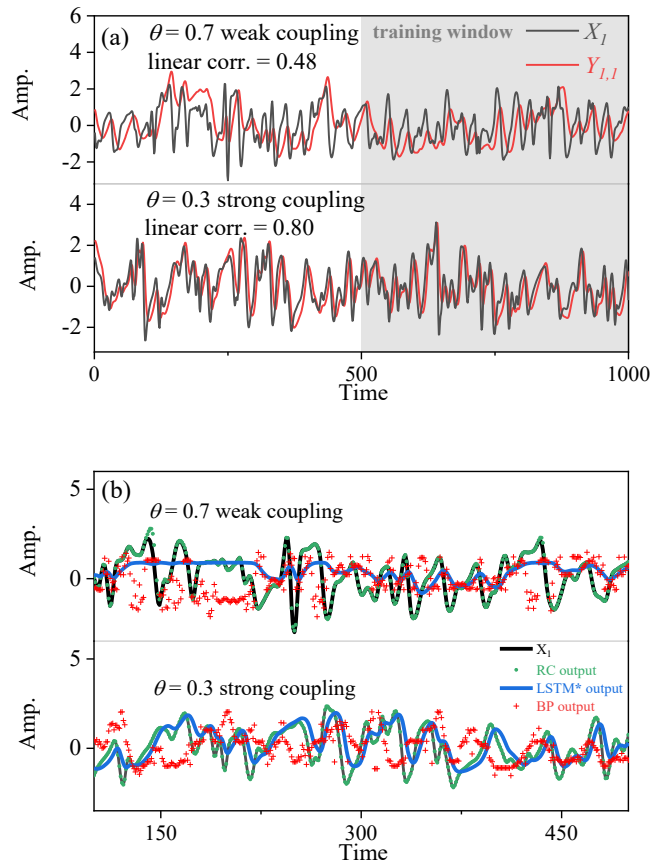 (a)
θ = 0.7 weak coupling
linear corr. = 0.48
training window
X1
Y1,1
Amp.
6
4
2
0
-2
θ = 0.3 strong coupling
linear corr. = 0.80
Amp.
4
2
0
-2
0
500
1000
Time
(b)
θ = 0.7 weak coupling
Amp.
5
0
X1
RC output
LSTM* output
BP output
θ = 0.3 strong coupling
Amp.
5
0
150
300
450
Time